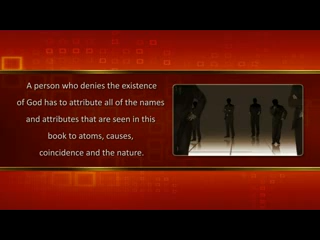 A person who denies the existence
of God has to attribute all of the names
and attributes that are seen in this
book to atoms, causes,
coincidence and the nature.